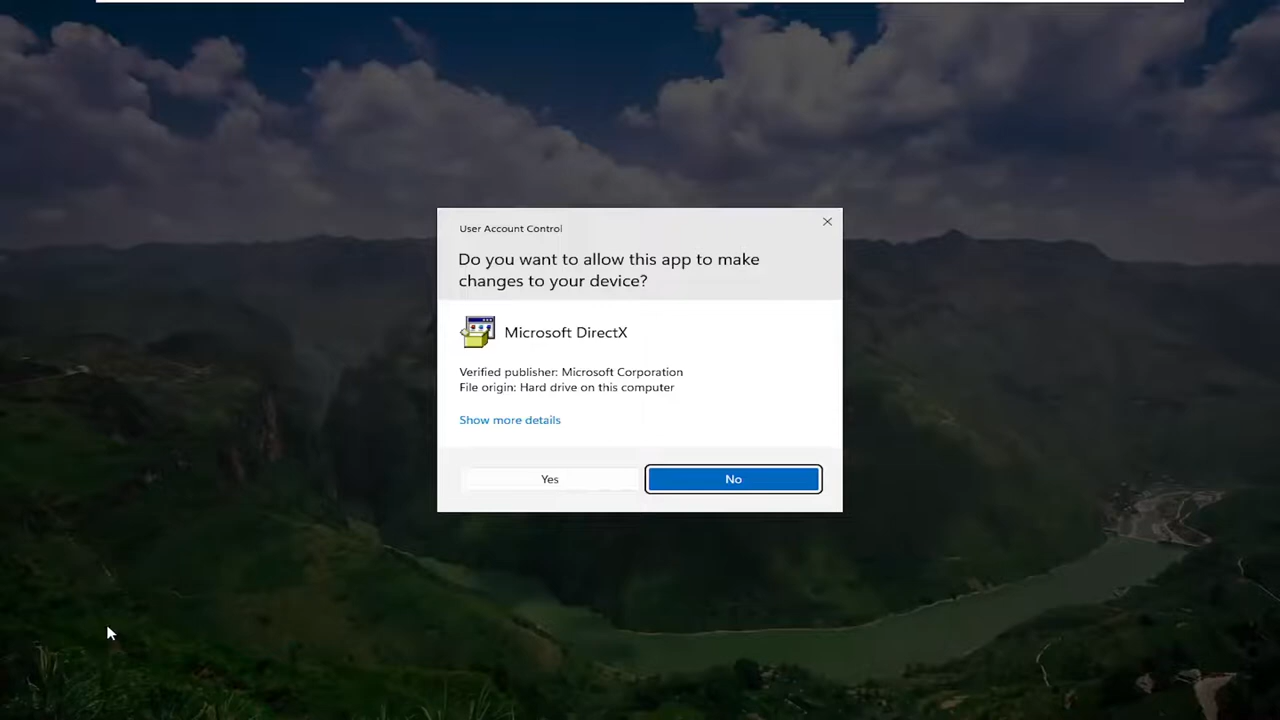 User Account Control
Do you want to allow this app to make
changes to your device?
Microsoft DirectX
Verified publisher: Microsoft Corporation
File origin: Hard drive on this computer
Show more details
Yes
No